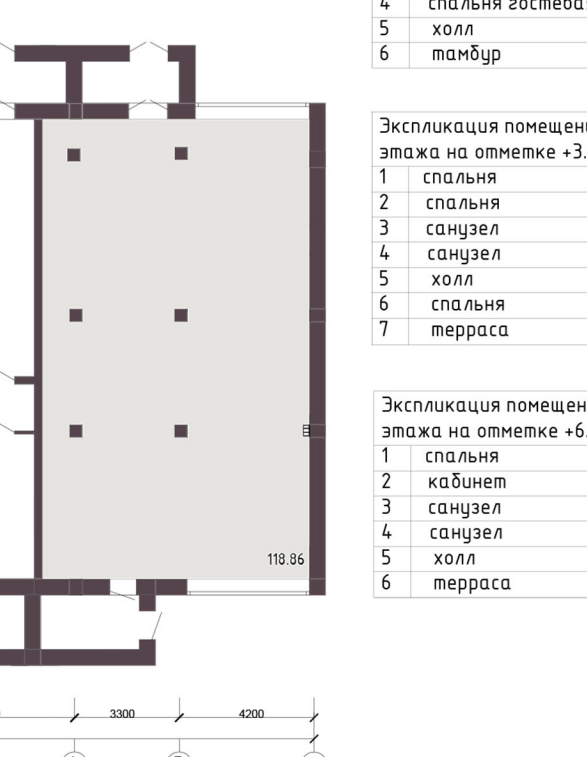 4 спальня гостевая
5 холл
6 тамбур
Экспликация помещен
этажа на отметке +3.
1 спальня
2 спальня
3 санузел
4 санузел
5 холл
6 спальня
7 терраса
Экспликация помещен
этажа на отметке +6.
1 спальня
2 кабинет
3 санузел
4 санузел
5 холл
6 терраса
118.86
3300 4200